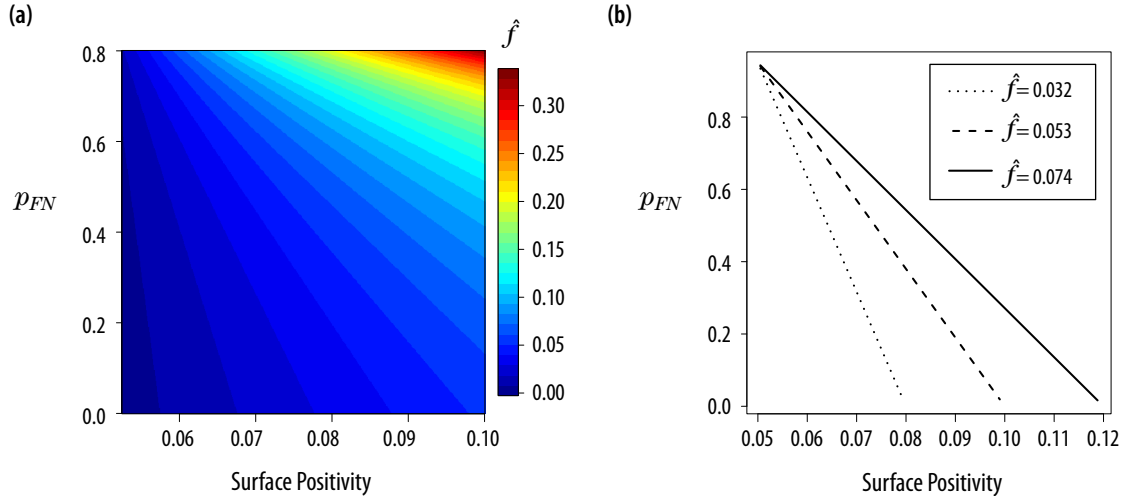 (a)
f̂
0.8
0.6
0.4
0.2
0.0
p_FN
0.06 0.07 0.08 0.09 0.10
Surface Positivity
0.30
0.25
0.20
0.15
0.10
0.05
0.00
(b)
0.8
0.6
0.4
0.2
0.0
p_FN
f̂= 0.032
f̂= 0.053
f̂= 0.074
0.05 0.06 0.07 0.08 0.09 0.10 0.11 0.12
Surface Positivity